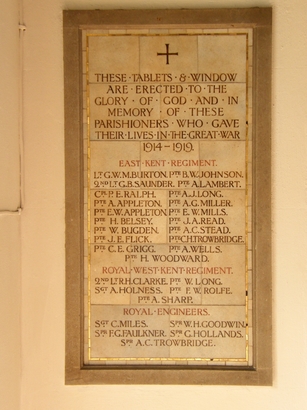 THESE · TABLETS · & · WINDOW
ARE · ERECTED · TO · THE
GLORY · OF · GOD · AND · IN
MEMORY · OF · THESE
PARISHIONERS · WHO · GAVE
THEIR · LIVES · IN · THE · GREAT · WAR
1914-1919.
EAST · KENT · REGIMENT.
LT G.W.M.BURTON. PTE B.W.JOHNSON.
2ND LT G.B.SAUNDER. PTE A.LAMBERT.
CPL P.E.RALPH. PTE A.J.LONG.
PTE A.APPLETON. PTE A.G.MILLER.
PTE E.W.APPLETON. PTE E.W.MILLS.
PTE H.BELSEY. PTE J.A.READ.
PTE W.BUGDEN. PTE A.C.STEAD.
PTE J.E.FLICK. PTE C.H.TROWBRIDGE.
PTE C.E.GRIGG. PTE A.WELLS.
PTE H.WOODWARD.
ROYAL · WEST · KENT · REGIMENT.
2ND LT R.H.CLARKE. PTE W.LONG.
SGT A.HOLNESS. PTE F.W.ROLFE.
PTE A.SHARP.
ROYAL · ENGINEERS.
SGT C.MILES. SPR W.H.GOODWIN.
SPR F.G.FAULKNER. SPR G.HOLLANDS.
SPR A.C.TROWBRIDGE.